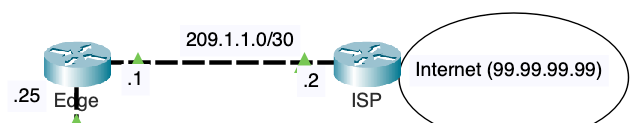 209.1.1.0/30
Internet (99.99.99.99)
.1
.2
.25
Edge
ISP